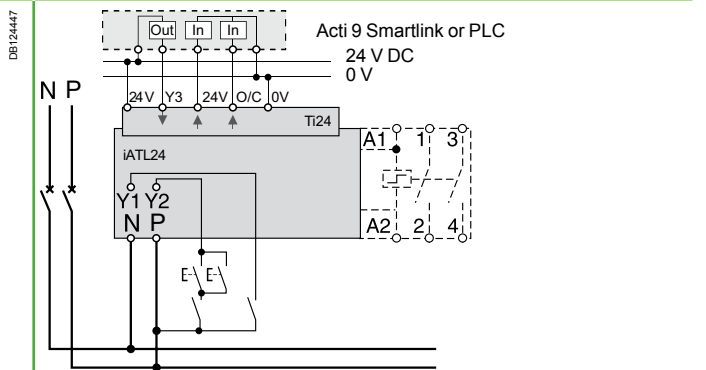 DB124447
Out In In
Acti 9 Smartlink or PLC
24 V DC
0 V
N P
24 V Y3 24V O/C 0V
Ti24
iATL24
A1 1 3
Y1 Y2
N P
A2 2 4
E E